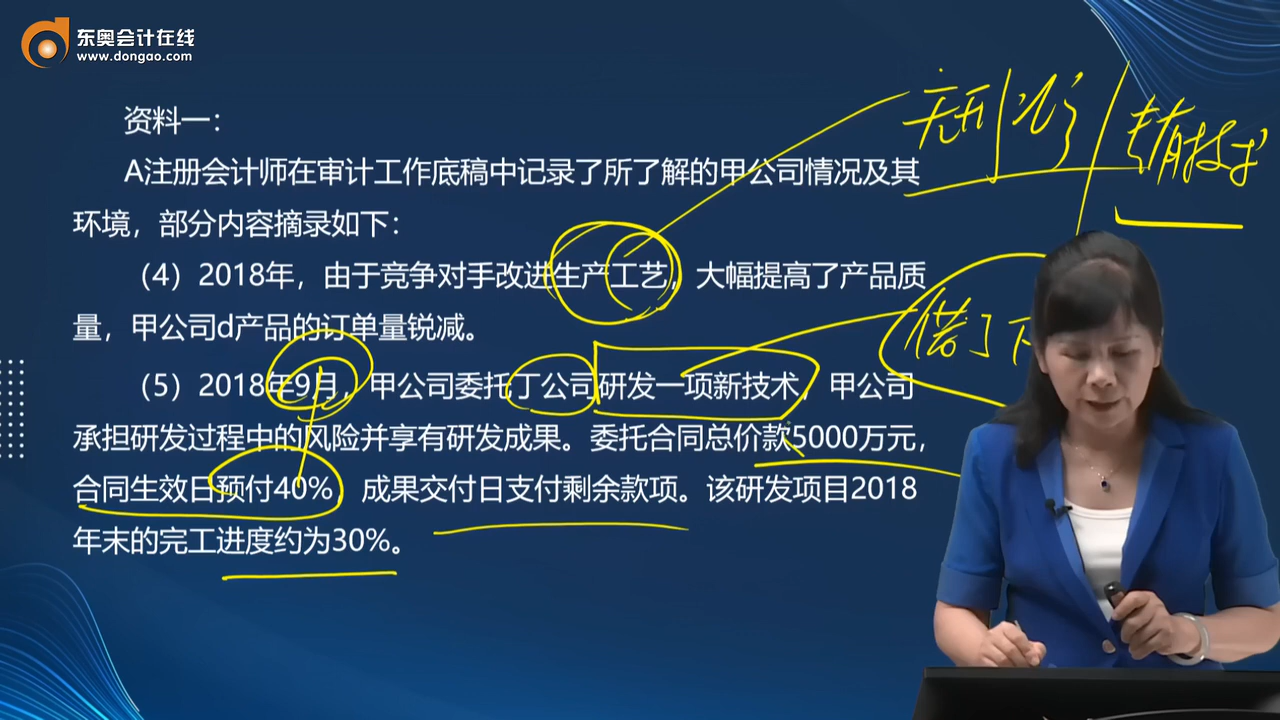 东奥会计在线
www.dongao.com
资料一：
A注册会计师在审计工作底稿中记录了所了解的甲公司情况及其
环境，部分内容摘录如下：
（4）2018年，由于竞争对手改进生产工艺，大幅提高了产品质
量，甲公司d产品的订单量锐减。
（5）2018年9月，甲公司委托丁公司研发一项新技术，甲公司
承担研发过程中的风险并享有研发成果。委托合同总价款5000万元，
合同生效日预付40%，成果交付日支付剩余款项。该研发项目2018
年末的完工进度约为30%。
专有技术
借了